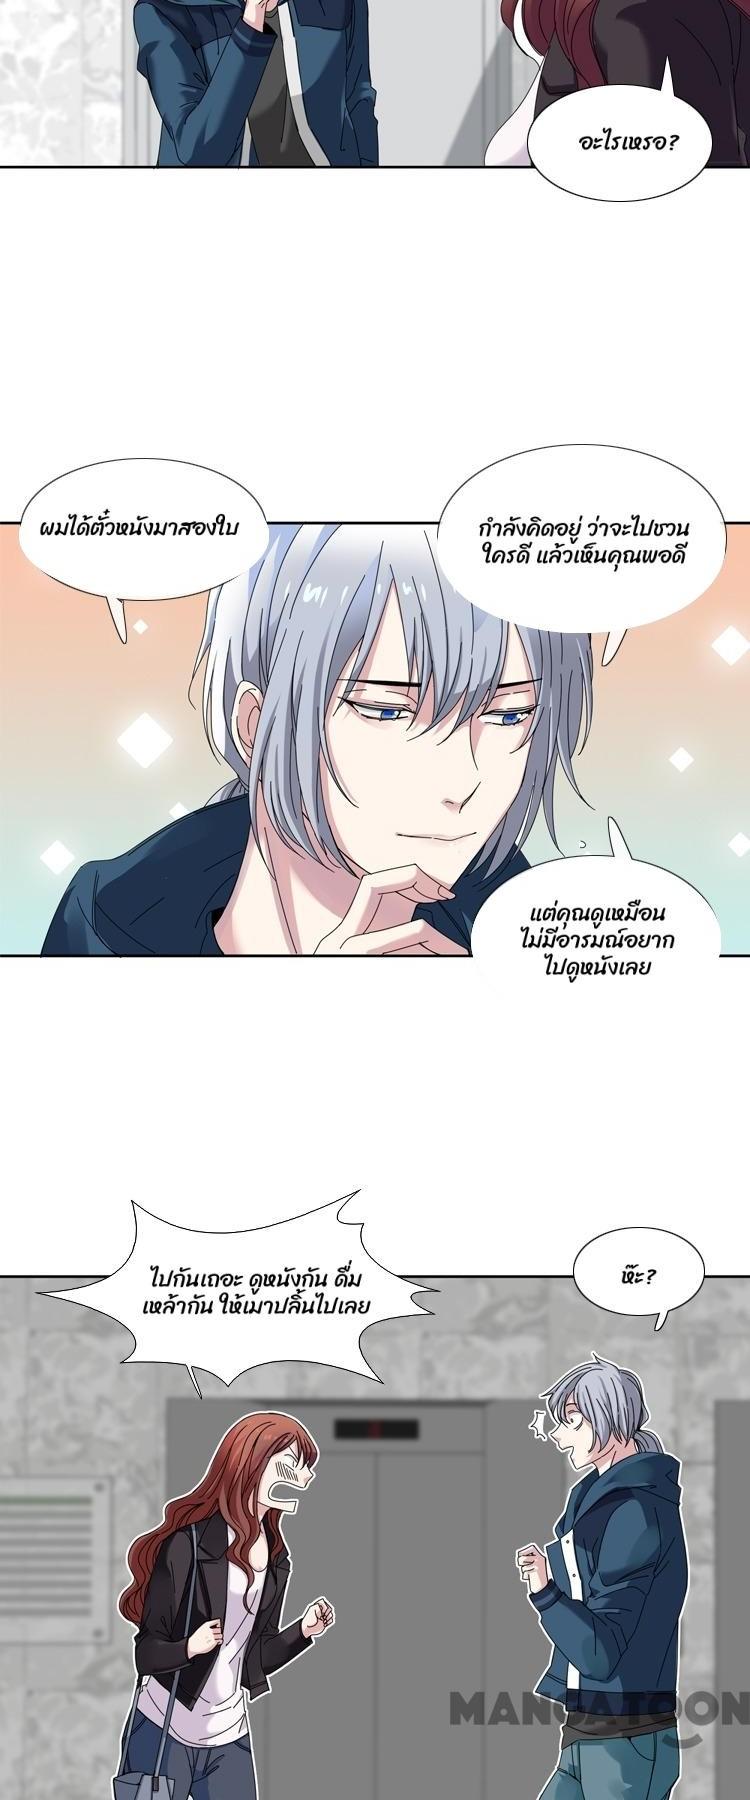 อะไรเหรอ?
ผมได้ตั๋วหนังมาสองใบ
กำลังคิดอยู่ ว่าจะไปชวน
ใครดี แล้วเห็นคุณพอดี
แต่คุณดูเหมือน
ไม่มีอารมณ์อยาก
ไปดูหนังเลย
ไปกันเถอะ ดูหนังกัน ดื่ม
เหล้ากัน ให้เมาปลิ้นไปเลย
ห๊ะ?
MANGATOON